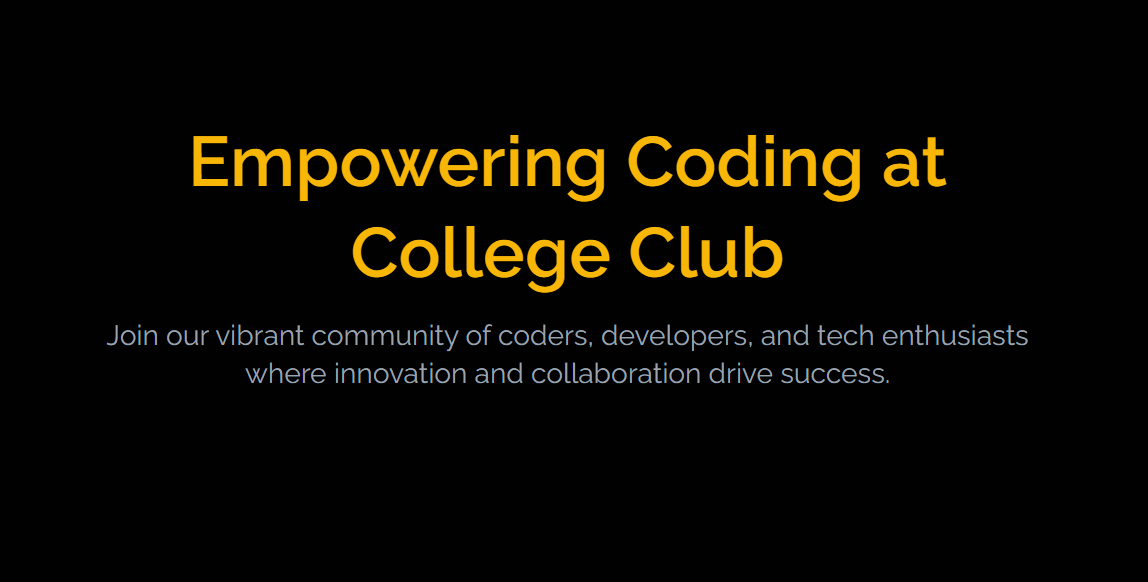 Empowering Coding at
College Club
Join our vibrant community of coders, developers, and tech enthusiasts
where innovation and collaboration drive success.